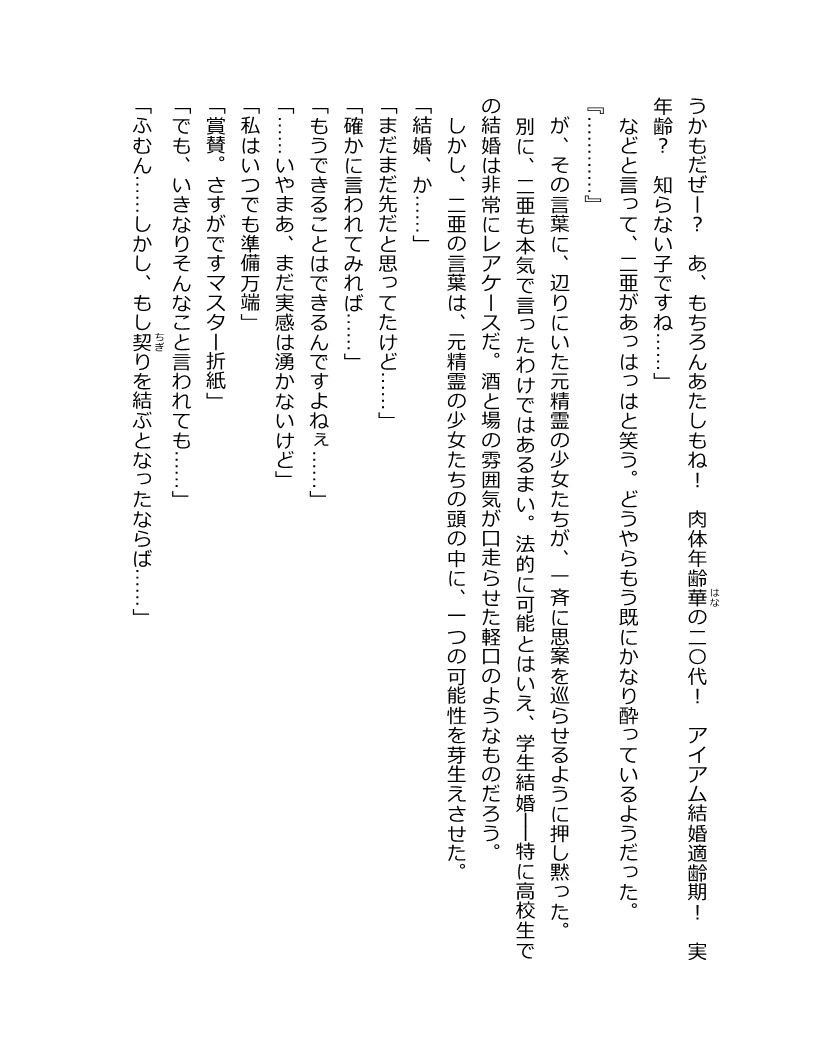 うかもだぜー？　あ、もちろんあたしもね！　肉体年齢華の二〇代！　アイアム結婚適齢期！　実
はな
年齢？　知らない子ですね……」
などと言って、二亜があっはっはと笑う。どうやらもう既にかなり酔っているようだった。
『…………』
が、その言葉に、辺りにいた元精霊の少女たちが、一斉に思案を巡らせるように押し黙った。
別に、二亜も本気で言ったわけではあるまい。法的に可能とはいえ、学生結婚――特に高校生で
の結婚は非常にレアケースだ。酒と場の雰囲気が口走らせた軽口のようなものだろう。
しかし、二亜の言葉は、元精霊の少女たちの頭の中に、一つの可能性を芽生えさせた。
「結婚、か……」
「まだまだ先だと思ってたけど……」
「確かに言われてみれば……」
「もうできることはできるんですよねぇ……」
「……いやまあ、まだ実感は湧かないけど」
「私はいつでも準備万端」
「賞賛。さすがですマスター折紙」
「でも、いきなりそんなこと言われても……」
「ふむん……しかし、もし契りを結ぶとなったならば……」
ちぎ